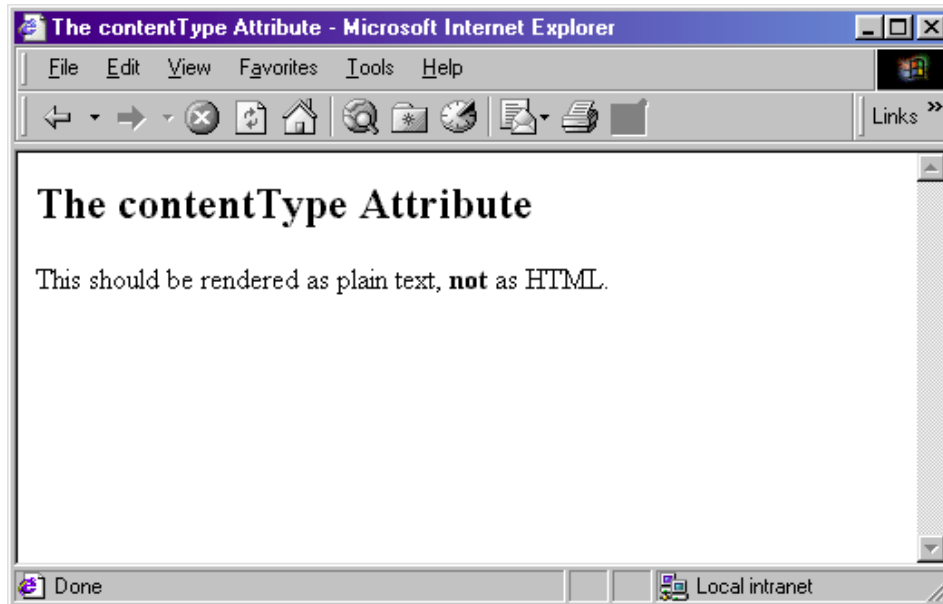 The contentType Attribute - Microsoft Internet Explorer
File Edit View Favorites Tools Help
Links »
The contentType Attribute
This should be rendered as plain text, not as HTML.
Done Local intranet